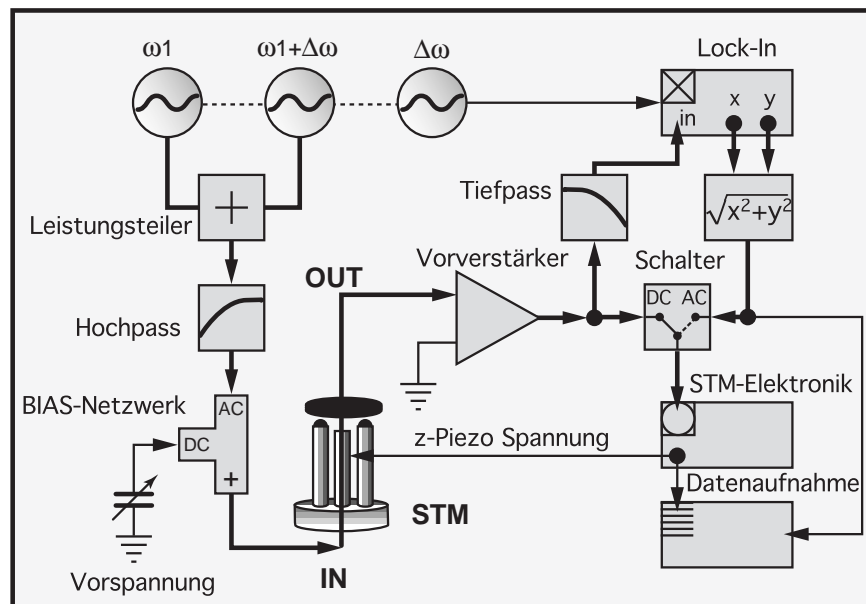 ω1
ω1+Δω
Δω
Lock-In
x y
in
Leistungsteiler
+
Tiefpass
√x²+y²
Hochpass
OUT
Vorverstärker
Schalter
DC AC
BIAS-Netzwerk
AC
DC
+
STM-Elektronik
z-Piezo Spannung
Datenaufnahme
STM
IN
Vorspannung